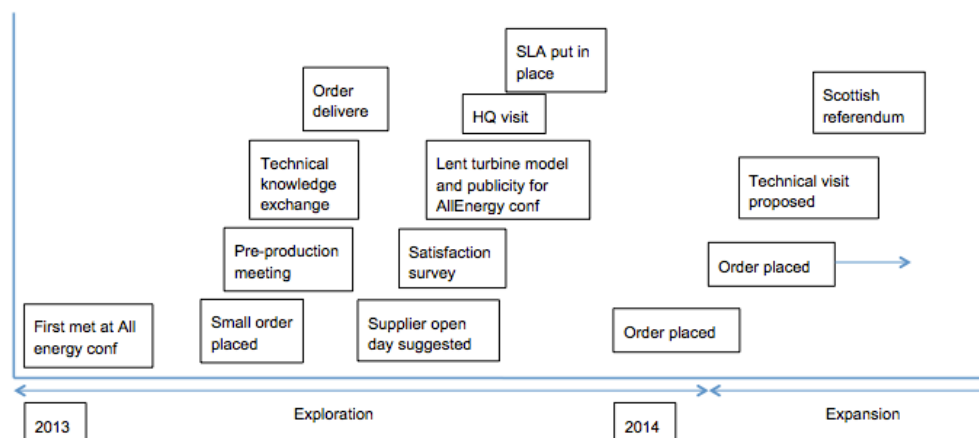 SLA put in
place
Order
delivere
Scottish
referendum
HQ visit
Technical
knowledge
exchange
Lent turbine model
and publicity for
AllEnergy conf
Technical visit
proposed
Pre-production
meeting
Satisfaction
survey
Order placed
First met at All
energy conf
Small order
placed
Supplier open
day suggested
Order placed
Exploration
Expansion
2013
2014